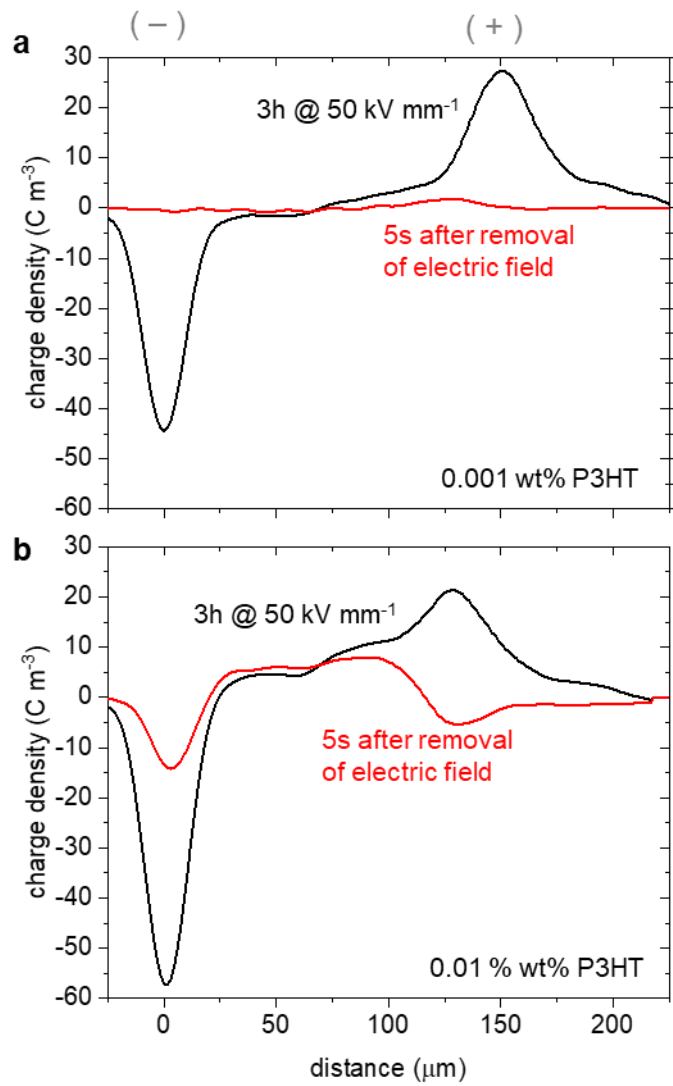 ( − ) ( + )
a
30
20
10
0
-10
-20
-30
-40
-50
-60
charge density (C m⁻³)
3h @ 50 kV mm⁻¹
5s after removal
of electric field
0.001 wt% P3HT
b
30
20
10
0
-10
-20
-30
-40
-50
-60
charge density (C m⁻³)
3h @ 50 kV mm⁻¹
5s after removal
of electric field
0.01 % wt% P3HT
0 50 100 150 200
distance (μm)